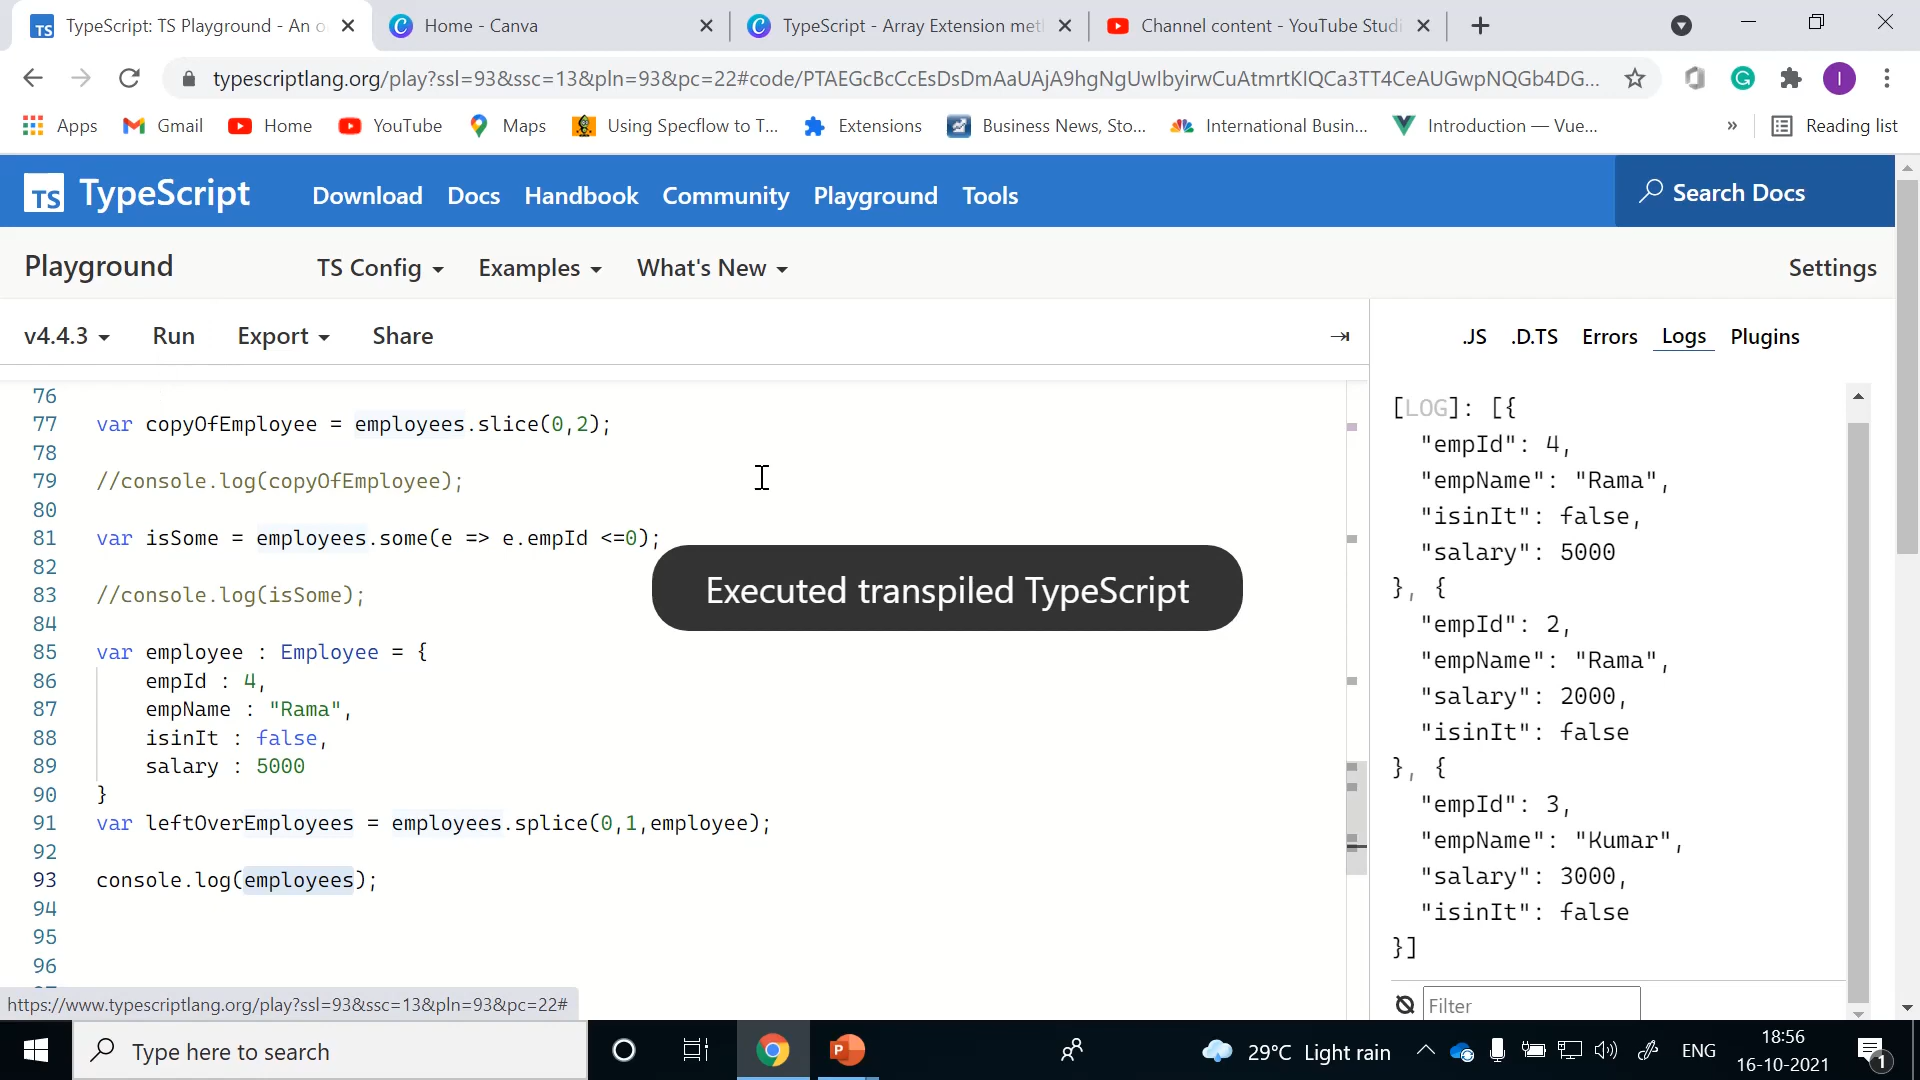 TypeScript: TS Playground - An o
Home - Canva
TypeScript - Array Extension met
Channel content - YouTube Studi
typescriptlang.org/play?ssl=93&ssc=13&pln=93&pc=22#code/PTAEGcBcCcEsDsDmAaUAjA9hgNgUwIbyirwCuAtmrtKIQCa3TT4CeAUGwpNQGb4DG...
I
Apps
Gmail
Home
YouTube
Maps
Using Specflow to T...
Extensions
Business News, Sto...
International Busin...
Introduction — Vue...
»
Reading list
TS TypeScript
Download
Docs
Handbook
Community
Playground
Tools
Search Docs
Playground
TS Config
Examples
What's New
Settings
v4.4.3
Run
Export
Share
.JS
.D.TS
Errors
Logs
Plugins
76
77 var copyOfEmployee = employees.slice(0,2);
78
79 //console.log(copyOfEmployee);
80
81 var isSome = employees.some(e => e.empId <=0);
82
83 //console.log(isSome);
84
85 var employee : Employee = {
86 empId : 4,
87 empName : "Rama",
88 isinIt : false,
89 salary : 5000
90 }
91 var leftOverEmployees = employees.splice(0,1,employee);
92
93 console.log(employees);
94
95
96
Executed transpiled TypeScript
[LOG]: [{
"empId": 4,
"empName": "Rama",
"isinIt": false,
"salary": 5000
}, {
"empId": 2,
"empName": "Rama",
"salary": 2000,
"isinIt": false
}, {
"empId": 3,
"empName": "Kumar",
"salary": 3000,
"isinIt": false
}]
Filter
https://www.typescriptlang.org/play?ssl=93&ssc=13&pln=93&pc=22#
Type here to search
29°C Light rain
ENG
18:56
16-10-2021
1